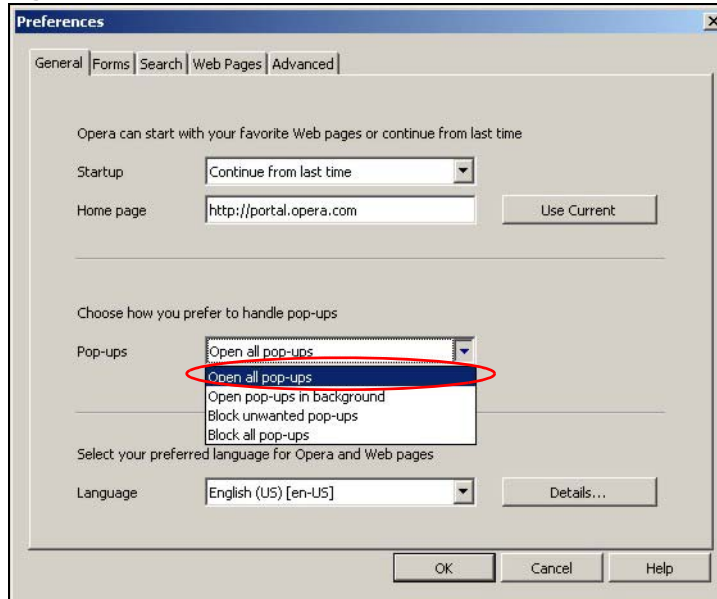 Preferences
General Forms Search Web Pages Advanced
Opera can start with your favorite Web pages or continue from last time
Startup Continue from last time
Home page http://portal.opera.com Use Current
Choose how you prefer to handle pop-ups
Pop-ups Open all pop-ups
Open all pop-ups
Open pop-ups in background
Block unwanted pop-ups
Block all pop-ups
Select your preferred language for Opera and Web pages
Language English (US) [en-US] Details...
OK Cancel Help